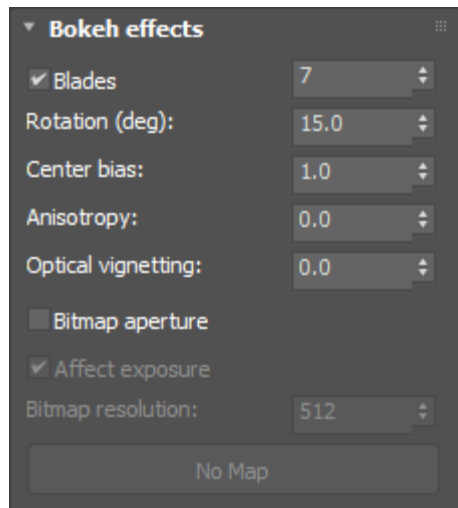 Bokeh effects
Blades 7
Rotation (deg): 15.0
Center bias: 1.0
Anisotropy: 0.0
Optical vignetting: 0.0
Bitmap aperture
Affect exposure
Bitmap resolution: 512
No Map